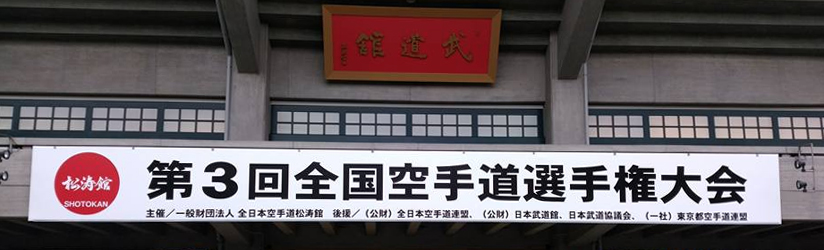 武道館
松涛館
SHOTOKAN
第3回全国空手道選手権大会
主催／一般財団法人 全日本空手道松涛館 後援／（公財）全日本空手道連盟、（公財）日本武道館、日本武道協議会、（一社）東京都空手道連盟